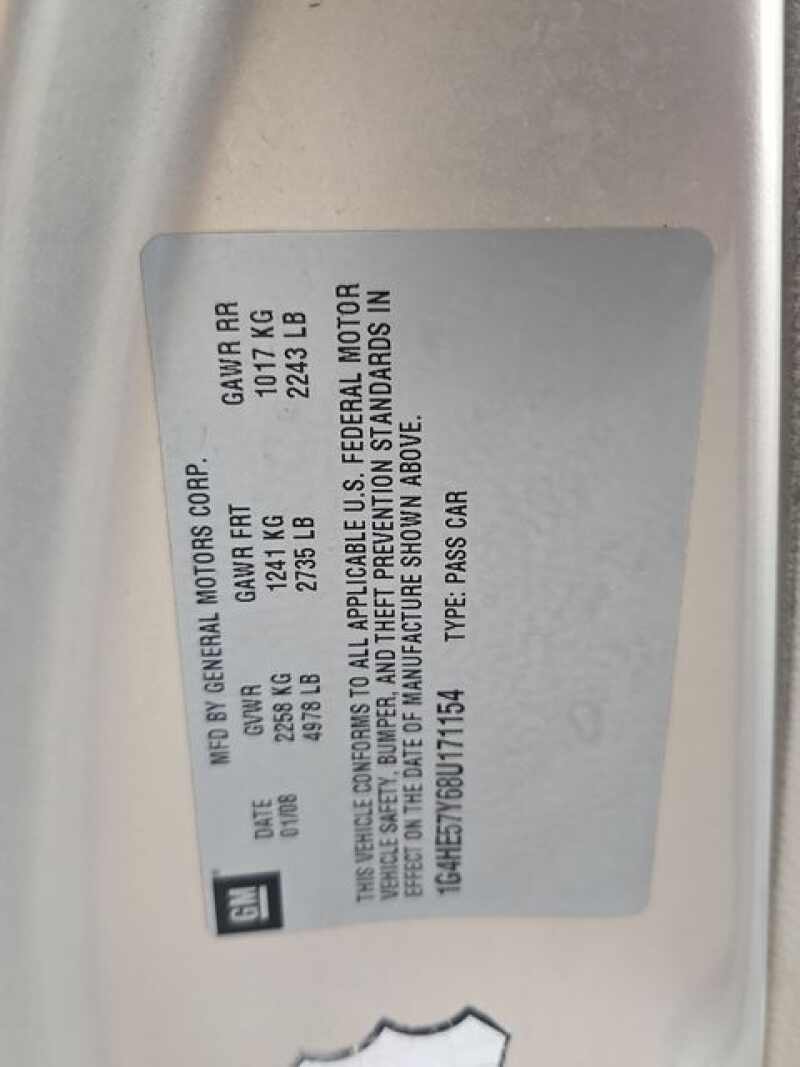 GM
MFD BY GENERAL MOTORS CORP.
DATE GVWR GAWR FRT GAWR RR
01/08 2258 KG 1241 KG 1017 KG
4978 LB 2735 LB 2243 LB
THIS VEHICLE CONFORMS TO ALL APPLICABLE U.S. FEDERAL MOTOR
VEHICLE SAFETY, BUMPER, AND THEFT PREVENTION STANDARDS IN
EFFECT ON THE DATE OF MANUFACTURE SHOWN ABOVE.
1G4HE57Y68U171154 TYPE: PASS CAR